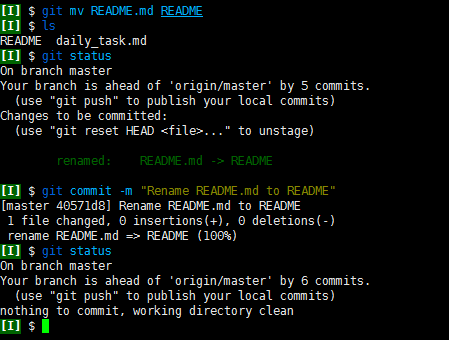 [I] $ git mv README.md README
[I] $ ls
README  daily_task.md
[I] $ git status
On branch master
Your branch is ahead of 'origin/master' by 5 commits.
  (use "git push" to publish your local commits)
Changes to be committed:
  (use "git reset HEAD <file>..." to unstage)
        renamed:    README.md -> README
[I] $ git commit -m "Rename README.md to README"
[master 40571d8] Rename README.md to README
 1 file changed, 0 insertions(+), 0 deletions(-)
 rename README.md => README (100%)
[I] $ git status
On branch master
Your branch is ahead of 'origin/master' by 6 commits.
  (use "git push" to publish your local commits)
nothing to commit, working directory clean
[I] $